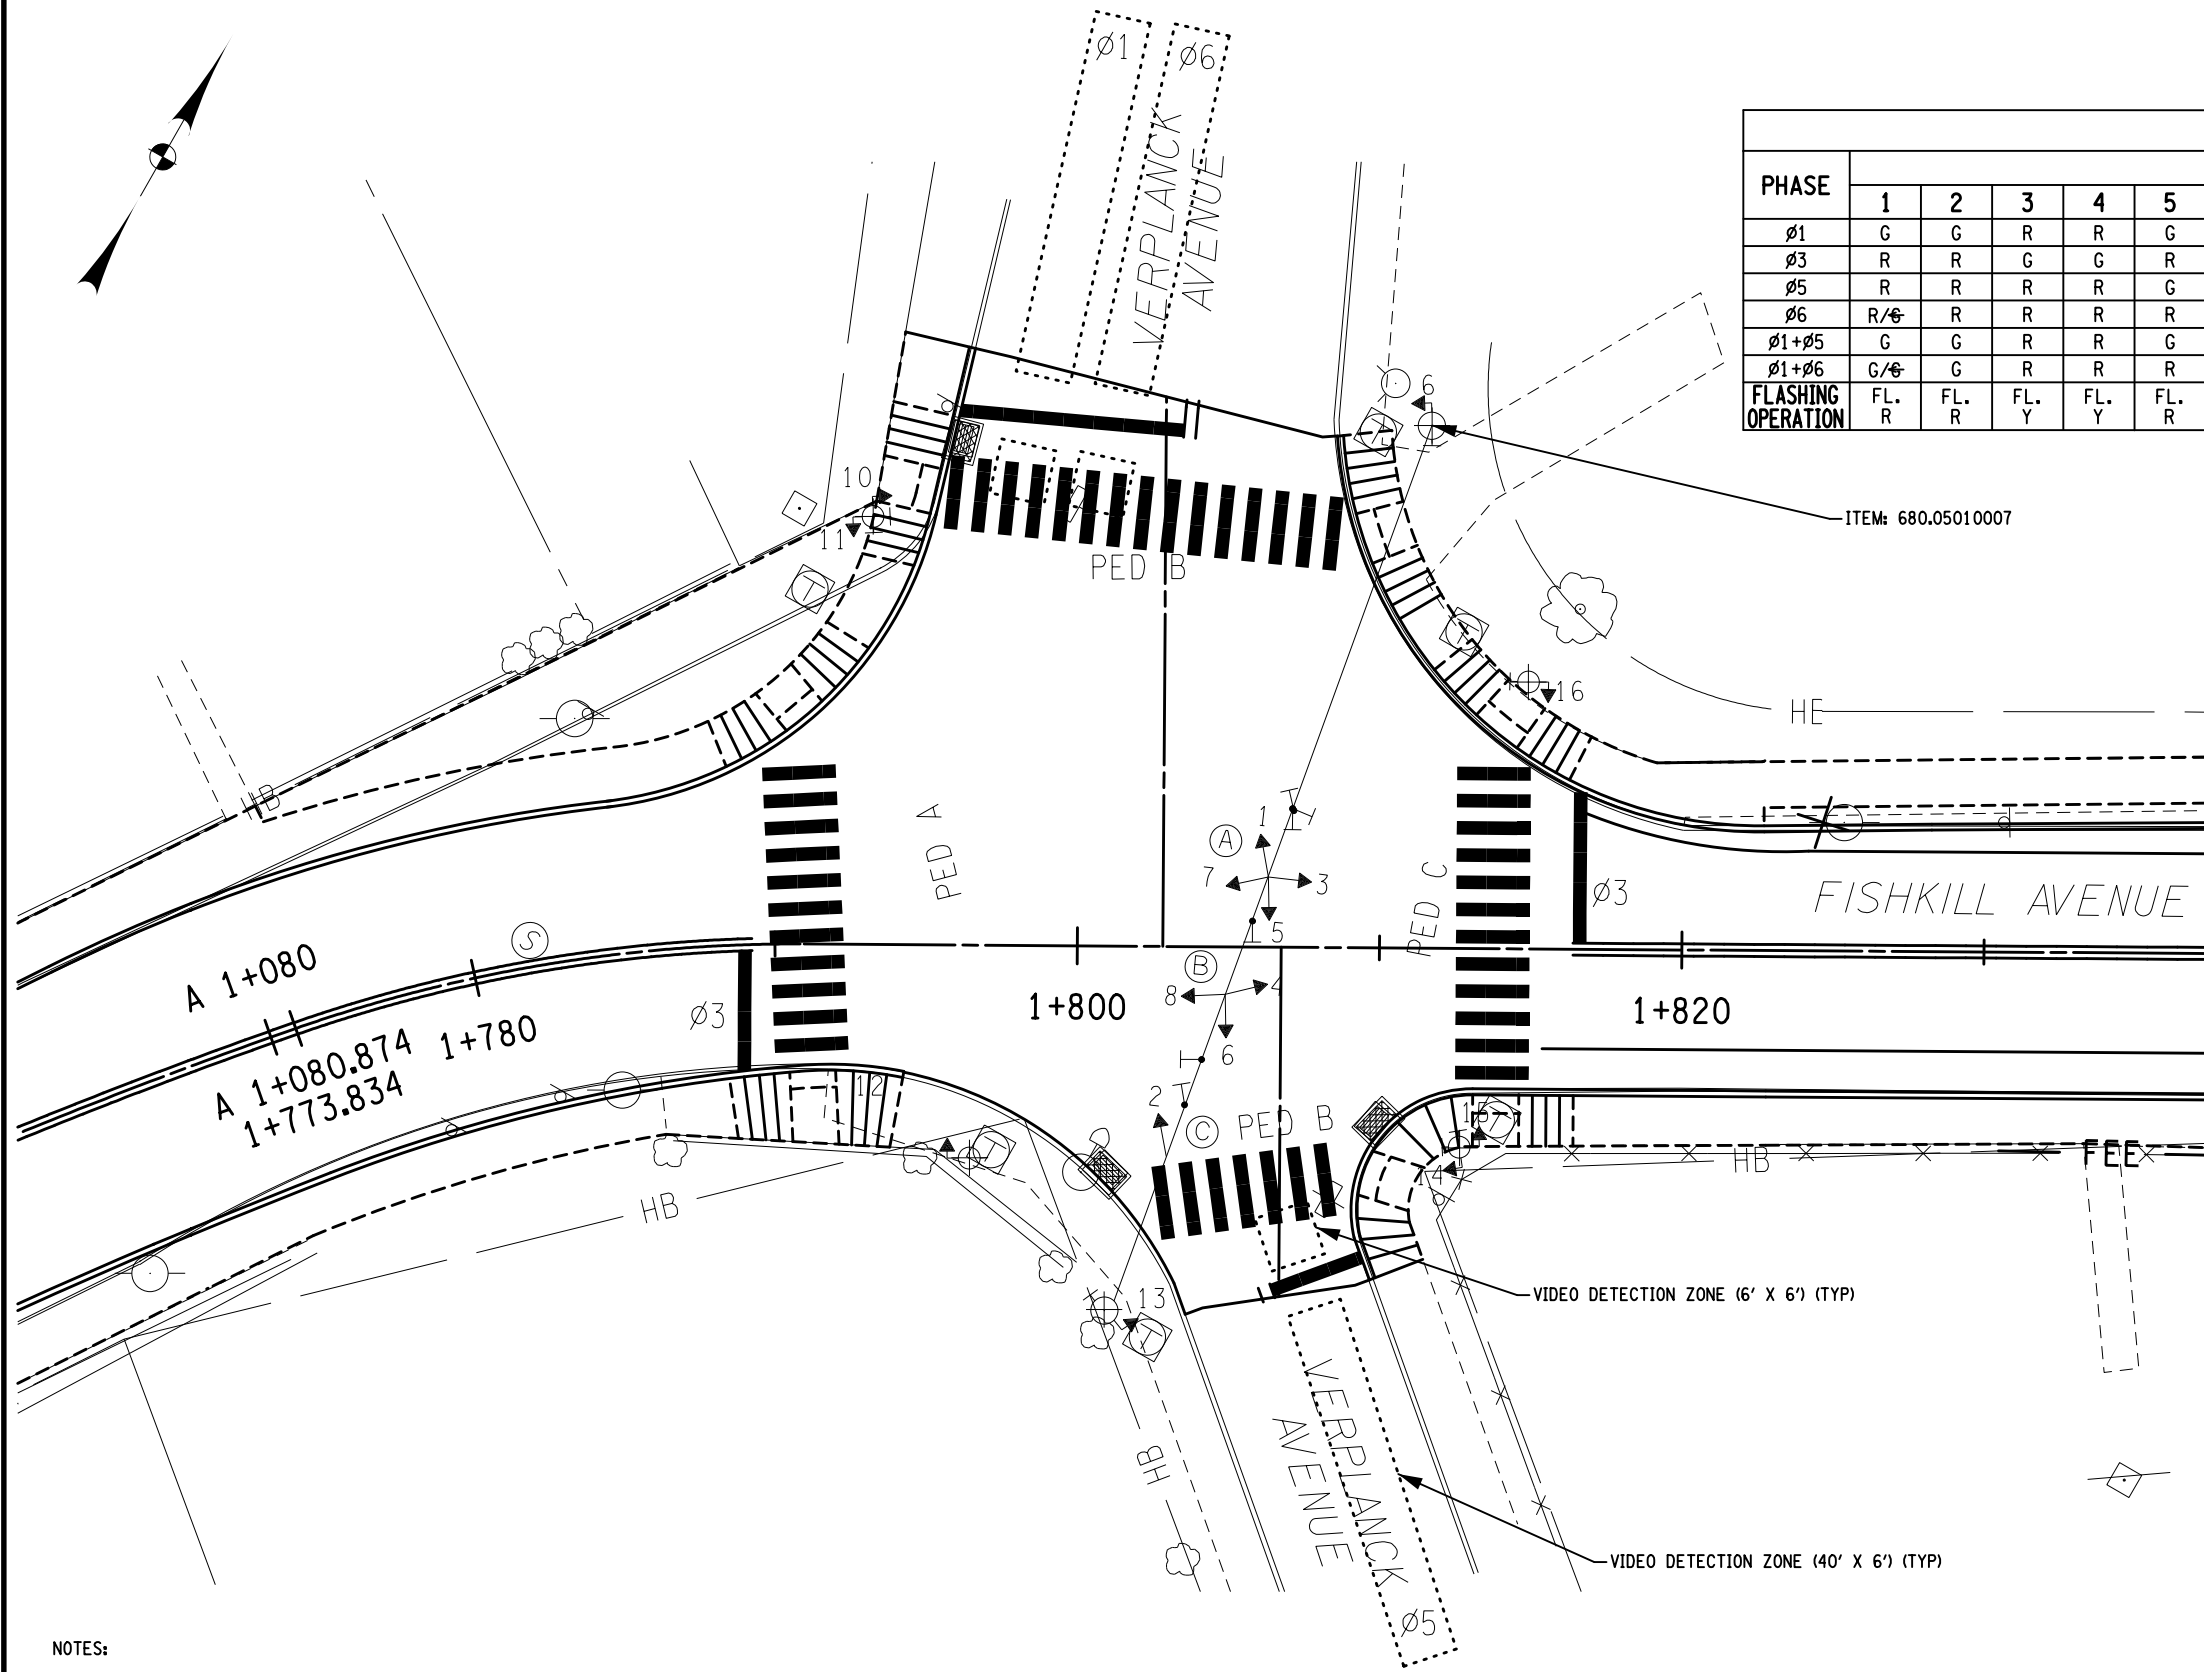 Ø1
Ø6
VERPLANCK
AVENUE
PHASE
1 2 3 4 5
Ø1 G G R R G
Ø3 R R G G R
Ø5 R R R R G
Ø6 R/G R R R R
Ø1+Ø5 G G R R G
Ø1+Ø6 G/G G R R R
FLASHING OPERATION FL. R FL. R FL. Y FL. Y FL. R
6
10
11
ITEM: 680.05010007
PED B
16
HE
HB
PED A
A
1
7
3
5
PED C
Ø3
FISHKILL AVENUE
S
A 1+080
B
8
4
6
1+800
1+820
Ø3
A 1+080.874 1+780
1+773.834
12
2
C PED B
14
HB
FEE
HB
13
VIDEO DETECTION ZONE (6' X 6') (TYP)
VERPLANCK
AVENUE
HB
VIDEO DETECTION ZONE (40' X 6') (TYP)
Ø5
NOTES: